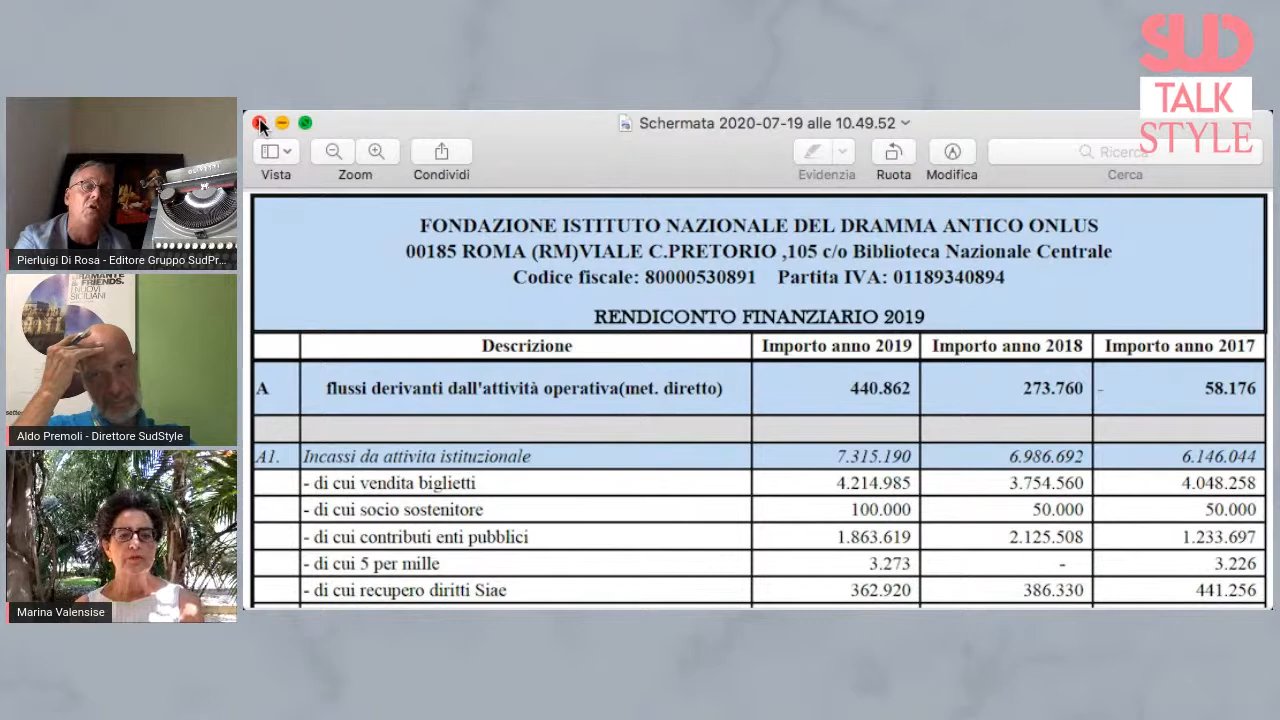 SUD
TALK
STYLE
Schermata 2020-07-19 alle 10.49.52
Vista
Zoom
Condividi
Evidenzia
Ruota
Modifica
Ricerca
Cerca
FONDAZIONE ISTITUTO NAZIONALE DEL DRAMMA ANTICO ONLUS
00185 ROMA (RM)VIALE C.PRETORIO ,105 c/o Biblioteca Nazionale Centrale
Codice fiscale: 80000530891 Partita IVA: 01189340894
RENDICONTO FINANZIARIO 2019
Descrizione Importo anno 2019 Importo anno 2018 Importo anno 2017
A flussi derivanti dall'attività operativa(met. diretto) 440.862 273.760 - 58.176
A1. Incassi da attivita istituzionale 7.315.190 6.986.692 6.146.044
- di cui vendita biglietti 4.214.985 3.754.560 4.048.258
- di cui socio sostenitore 100.000 50.000 50.000
- di cui contributi enti pubblici 1.863.619 2.125.508 1.233.697
- di cui 5 per mille 3.273 - 3.226
- di cui recupero diritti Siae 362.920 386.330 441.256
Pierluigi Di Rosa - Editore Gruppo SudPr...
& FRIENDS.
I NUOVI
SICILIANI
Aldo Premoli - Direttore SudStyle
Marina Valensise